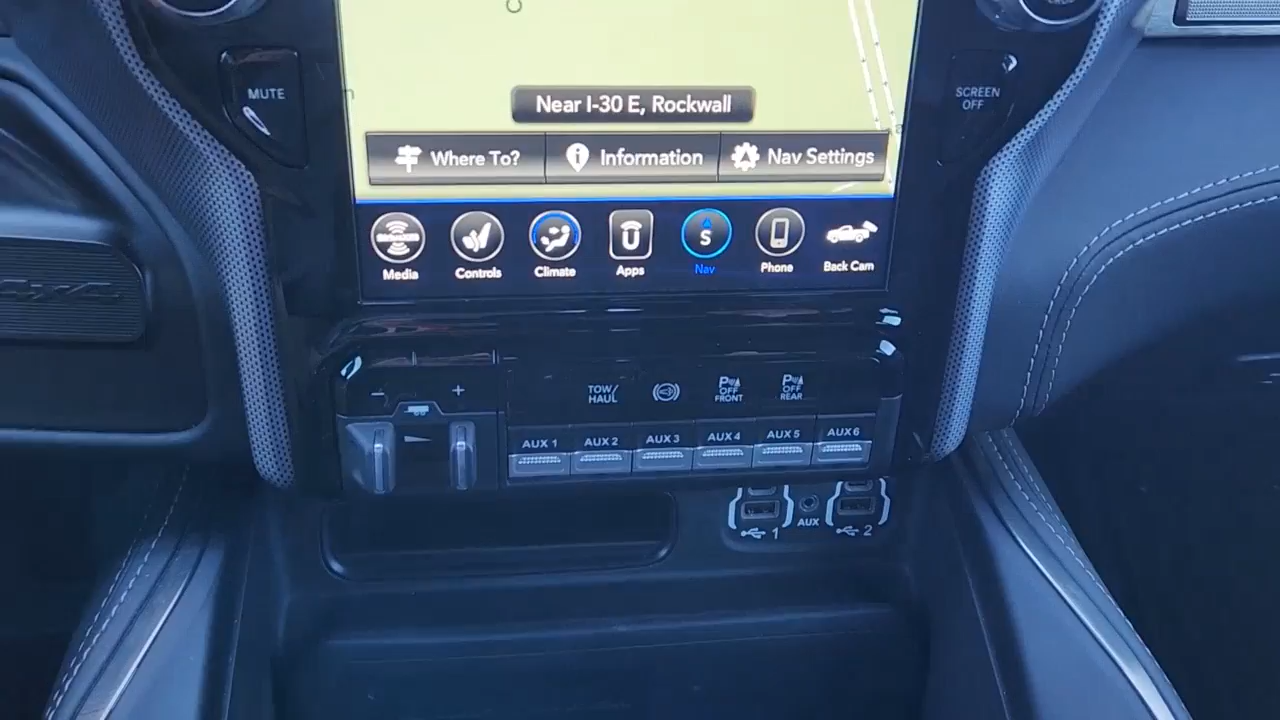 MUTE
SCREEN
OFF
Near I-30 E, Rockwall
Where To?
Information
Nav Settings
S
Media
Controls
Climate
Apps
Nav
Phone
Back Cam
- +
TOW/
HAUL
P
OFF
FRONT
P
OFF
REAR
AUX 1
AUX 2
AUX 3
AUX 4
AUX 5
AUX 6
1
AUX
2